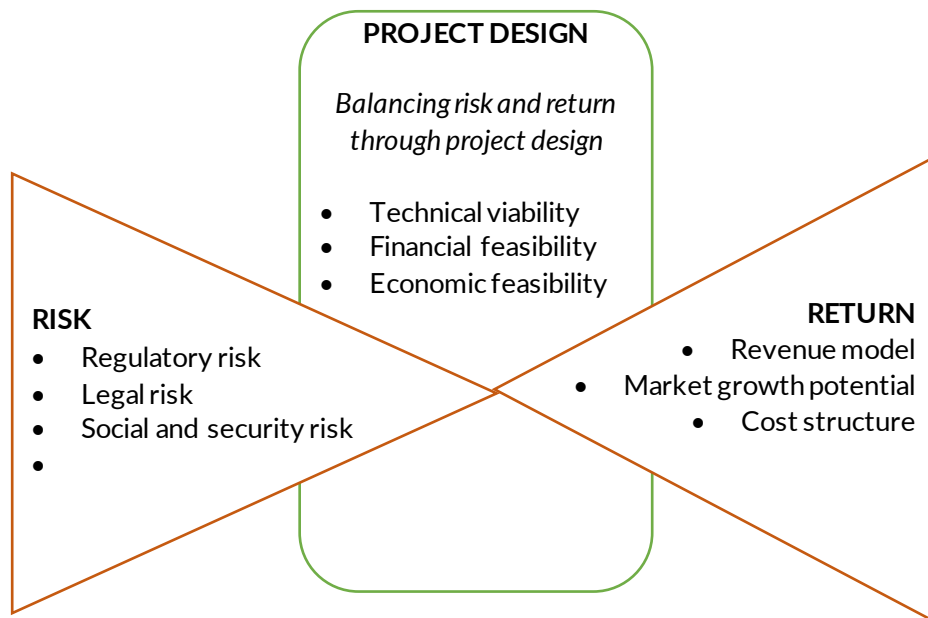 PROJECT DESIGN
Balancing risk and return
through project design
• Technical viability
• Financial feasibility
• Economic feasibility
RISK
• Regulatory risk
• Legal risk
• Social and security risk
•
RETURN
• Revenue model
• Market growth potential
• Cost structure